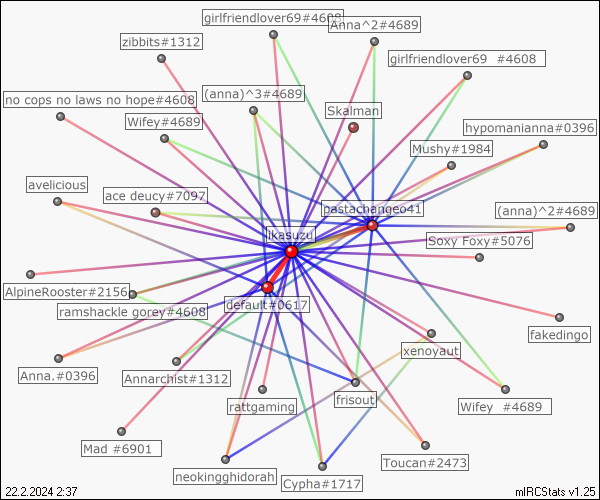 girlfriendlover69#4608
Anna^2#4689
zibbits#1312
girlfriendlover69 #4608
(anna)^3#4689
no cops no laws no hope#4608
Skalman
Wifey#4689
hypomanianna#0396
Mushy#1984
avelicious
ace deucy#7097
pastachangeo41
(anna)^2#4689
ikasuzu
Soxy Foxy#5076
AlpineRooster#2156
default#0617
ramshackle gorey#4608
fakedingo
xenoyaut
Anna.#0396
Annarchist#1312
frisout
rattgaming
Wifey #4689
Mad #6901
Toucan#2473
neokingghidorah
Cypha#1717
22.2.2024 2:37
mIRCStats v1.25